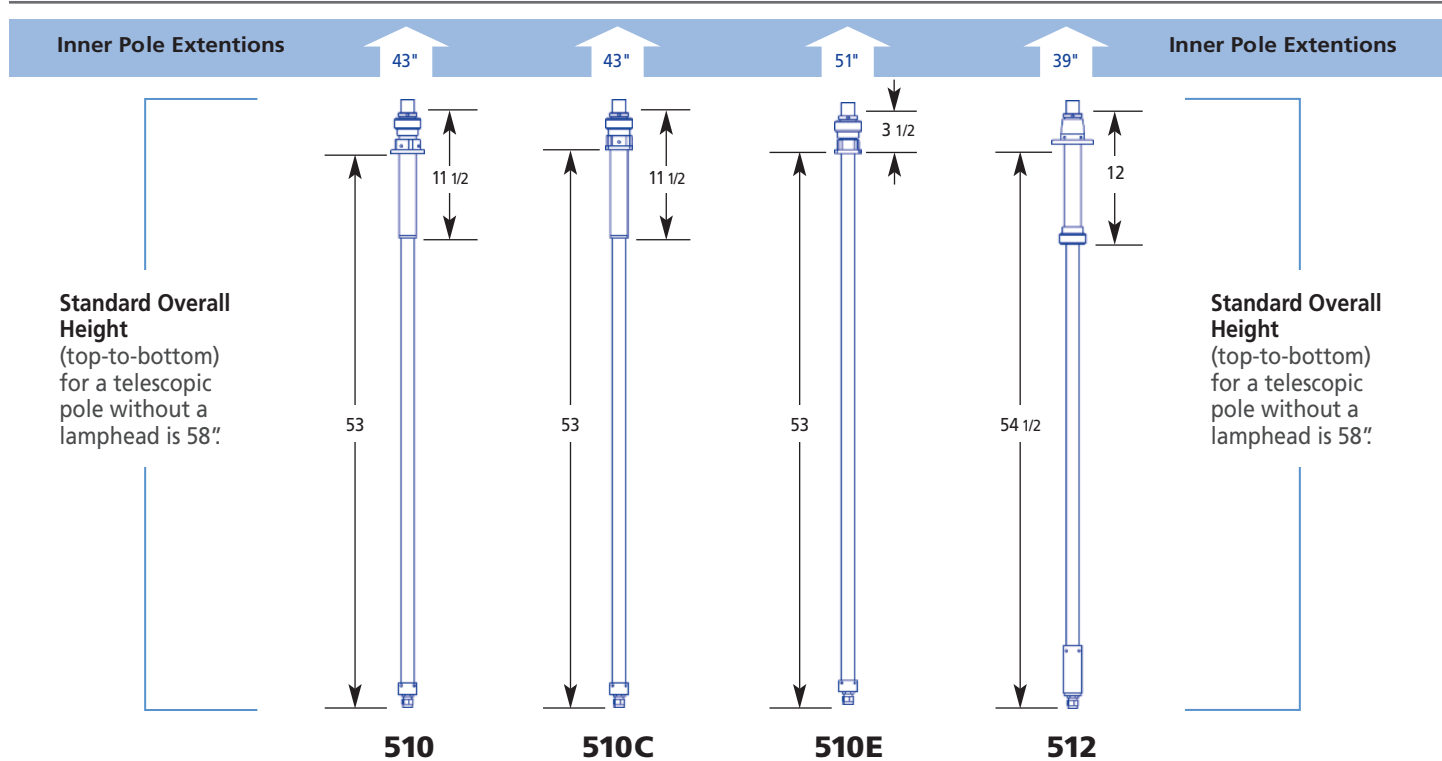 Inner Pole Extentions
43"
43"
51"
39"
Inner Pole Extentions
3 1/2
11 1/2
11 1/2
12
Standard Overall
Height
(top-to-bottom)
for a telescopic
pole without a
lamphead is 58".
53
53
53
54 1/2
Standard Overall
Height
(top-to-bottom)
for a telescopic
pole without a
lamphead is 58".
510
510C
510E
512